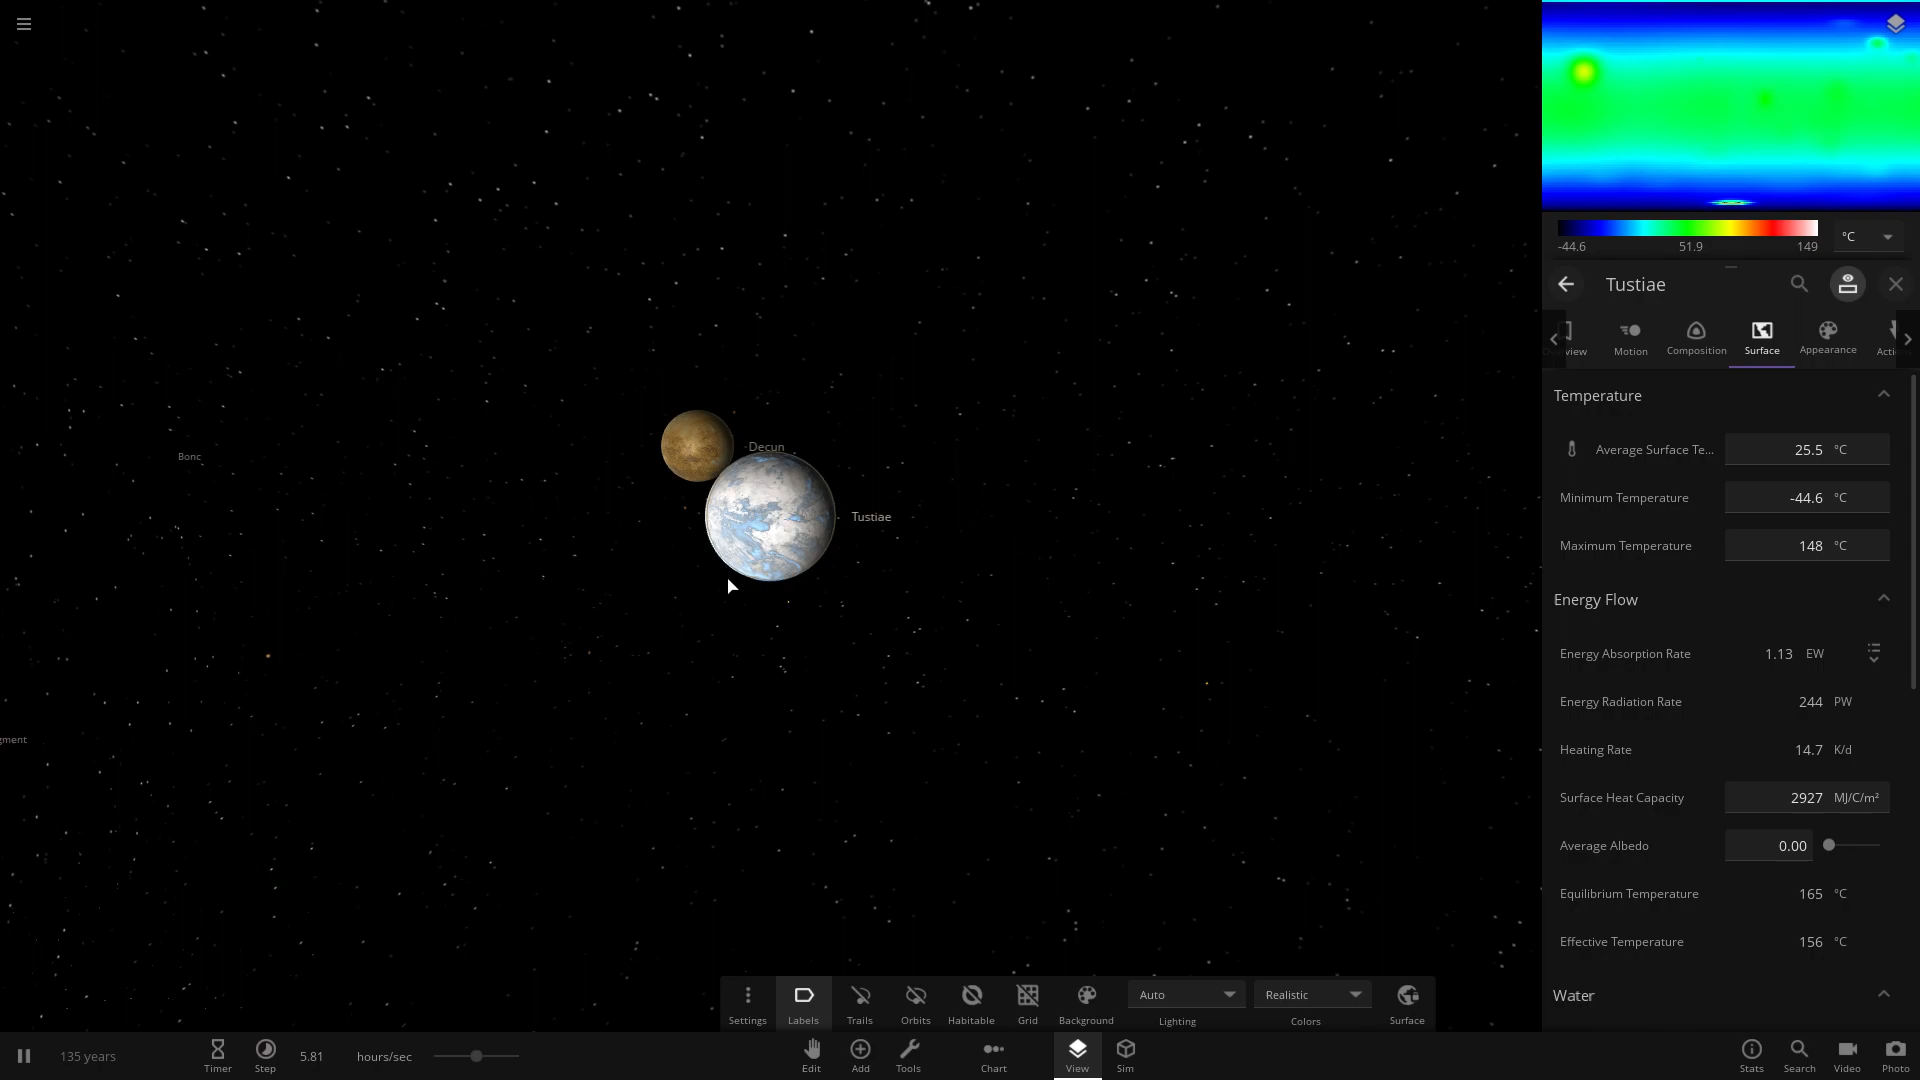 -44.6 51.9 149 °C
Tustiae
Motion Composition Surface Appearance
Temperature
Average Surface Te... 25.5 °C
Minimum Temperature -44.6 °C
Maximum Temperature 148 °C
Energy Flow
Energy Absorption Rate 1.13 EW
Energy Radiation Rate 244 PW
Heating Rate 14.7 K/d
Surface Heat Capacity 2927 MJ/C/m²
Average Albedo 0.00
Equilibrium Temperature 165 °C
Effective Temperature 156 °C
Water
Decun
Bonc
Tustiae
gment
Auto Realistic
Settings Labels Trails Orbits Habitable Grid Background Lighting Colors Surface
135 years 5.81 hours/sec
Timer Step Edit Add Tools Chart View Sim Stats Search Video Photo